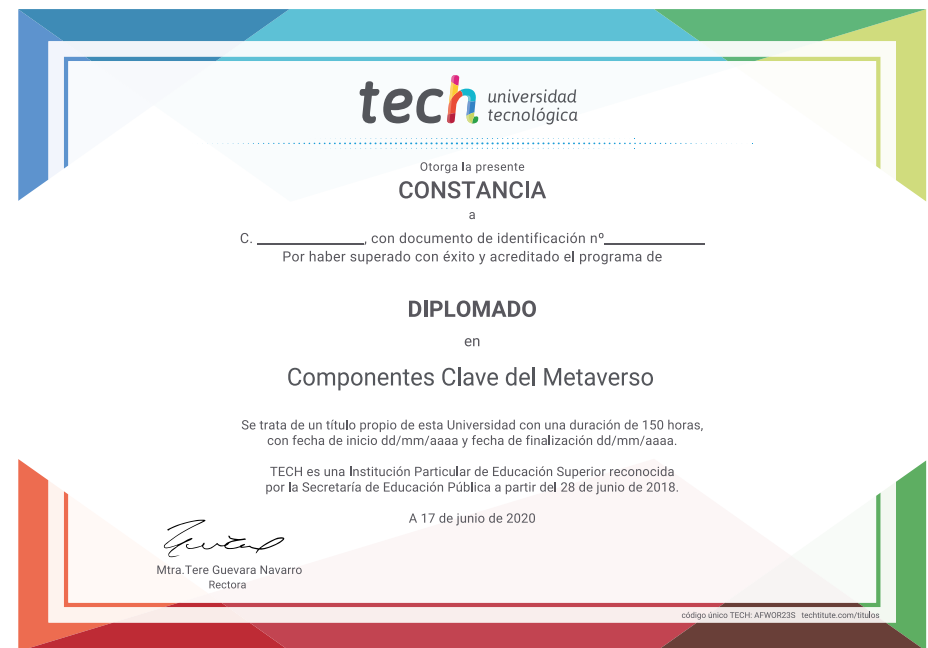 tech universidad
tecnológica
Otorga la presente
CONSTANCIA
a
C. ______________, con documento de identificación nº_____________
Por haber superado con éxito y acreditado el programa de
DIPLOMADO
en
Componentes Clave del Metaverso
Se trata de un título propio de esta Universidad con una duración de 150 horas,
con fecha de inicio dd/mm/aaaa y fecha de finalización dd/mm/aaaa.
TECH es una Institución Particular de Educación Superior reconocida
por la Secretaría de Educación Pública a partir del 28 de junio de 2018.
A 17 de junio de 2020
Mtra.Tere Guevara Navarro
Rectora
código único TECH: AFWOR23S techtitute.com/titulos